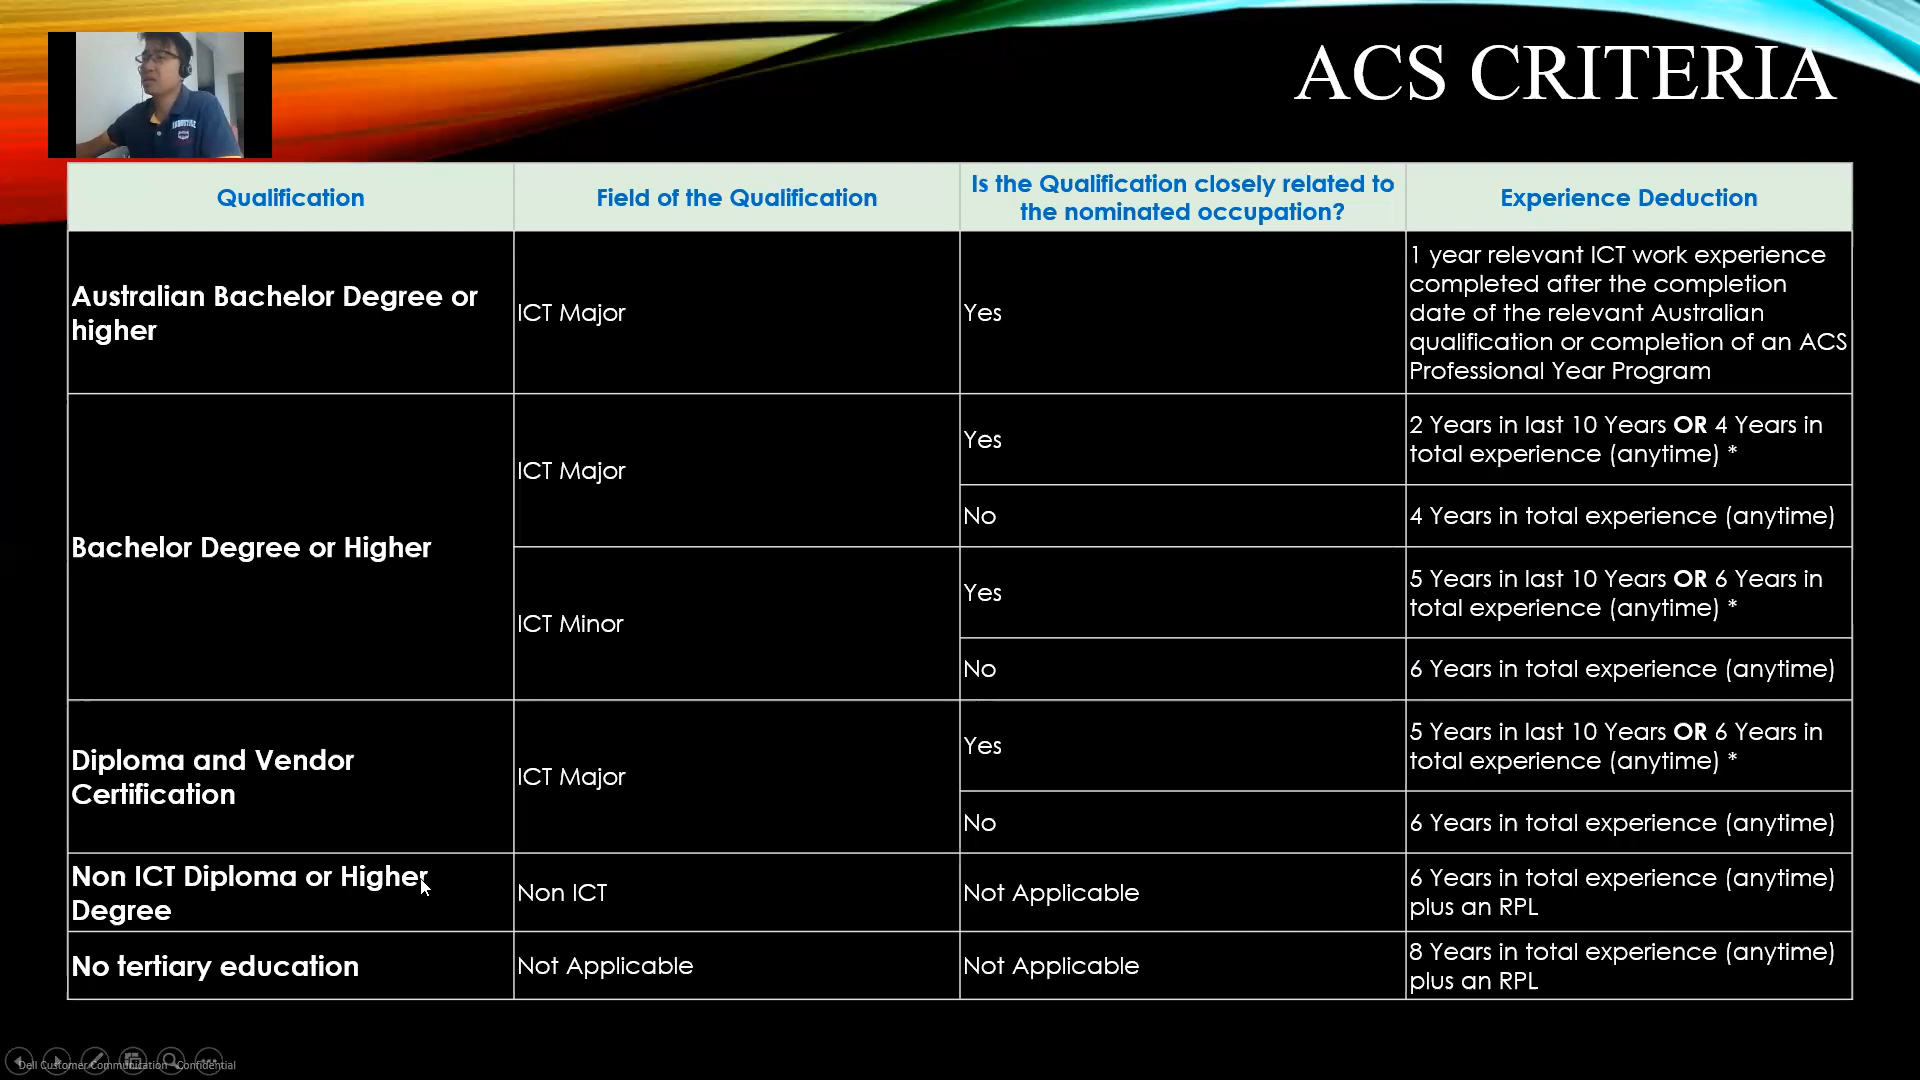 ACS CRITERIA
Qualification
Field of the Qualification
Is the Qualification closely related to
the nominated occupation?
Experience Deduction
Australian Bachelor Degree or
higher
ICT Major
Yes
1 year relevant ICT work experience
completed after the completion
date of the relevant Australian
qualification or completion of an ACS
Professional Year Program
Bachelor Degree or Higher
ICT Major
Yes
2 Years in last 10 Years OR 4 Years in
total experience (anytime) *
No
4 Years in total experience (anytime)
ICT Minor
Yes
5 Years in last 10 Years OR 6 Years in
total experience (anytime) *
No
6 Years in total experience (anytime)
Diploma and Vendor
Certification
ICT Major
Yes
5 Years in last 10 Years OR 6 Years in
total experience (anytime) *
No
6 Years in total experience (anytime)
Non ICT Diploma or Higher
Degree
Non ICT
Not Applicable
6 Years in total experience (anytime)
plus an RPL
No tertiary education
Not Applicable
Not Applicable
8 Years in total experience (anytime)
plus an RPL
Dell Customer Communication - Confidential